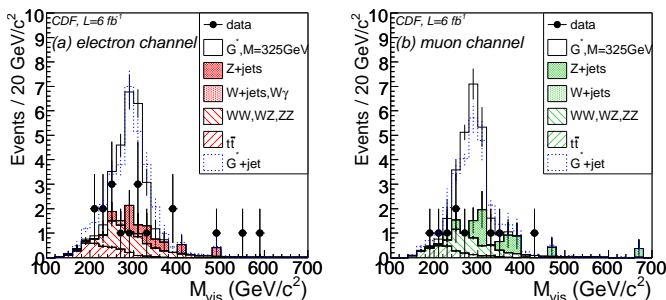 CDF, L=6 fb⁻¹
(a) electron channel
data
G*,M=325GeV
Z+jets
W+jets,Wγ
WW,WZ,ZZ
tt̄
G*+jet
Events / 20 GeV/c²
8
7
6
5
4
3
2
1
0
100 200 300 400 500 600 700
M_vis (GeV/c²)
CDF, L=6 fb⁻¹
(b) muon channel
data
G*,M=325GeV
Z+jets
W+jets
WW,WZ,ZZ
tt̄
G*+jet
Events / 20 GeV/c²
8
7
6
5
4
3
2
1
0
100 200 300 400 500 600 700
M_vis (GeV/c²)